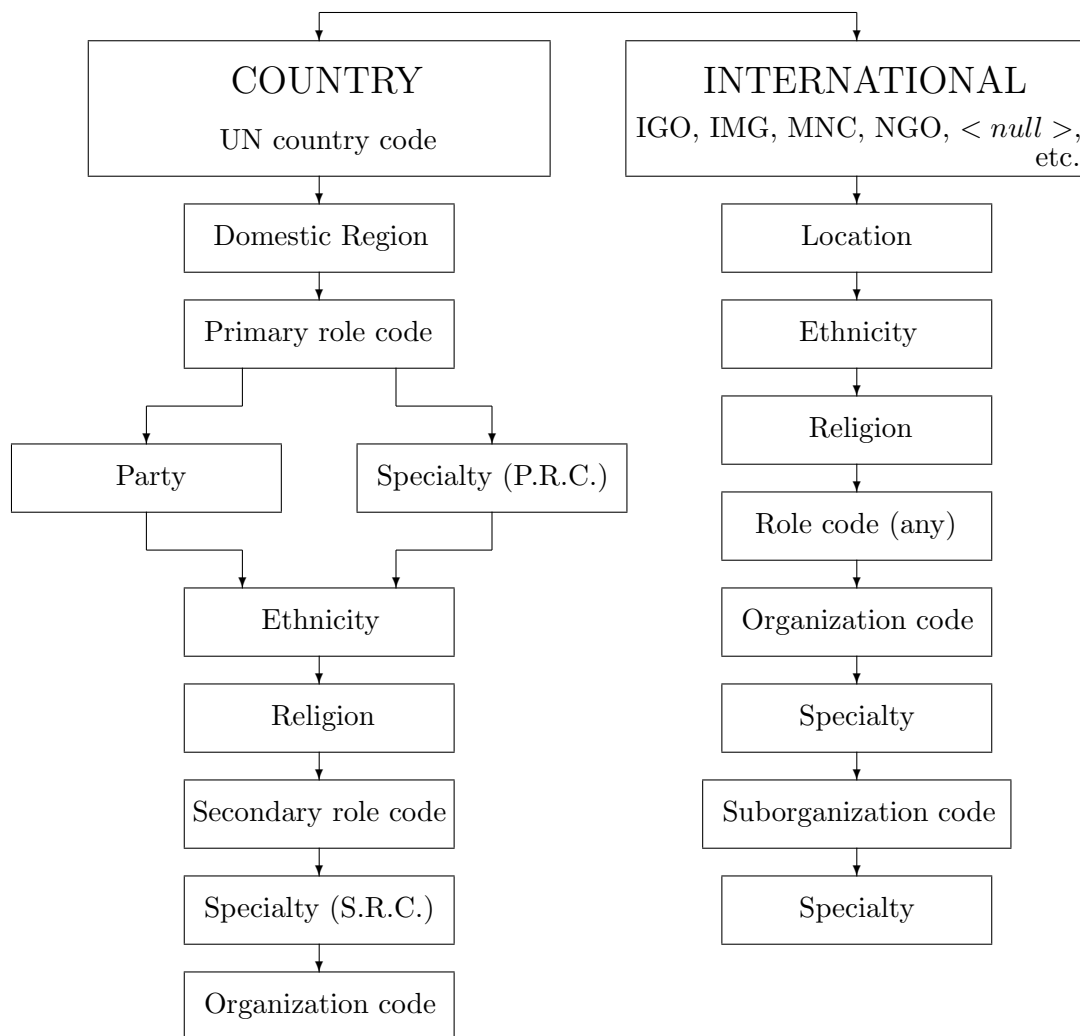 COUNTRY
UN country code
Domestic Region
Primary role code
Party
Specialty (P.R.C.)
Ethnicity
Religion
Secondary role code
Specialty (S.R.C.)
Organization code
INTERNATIONAL
IGO, IMG, MNC, NGO, < null >,
etc.
Location
Ethnicity
Religion
Role code (any)
Organization code
Specialty
Suborganization code
Specialty